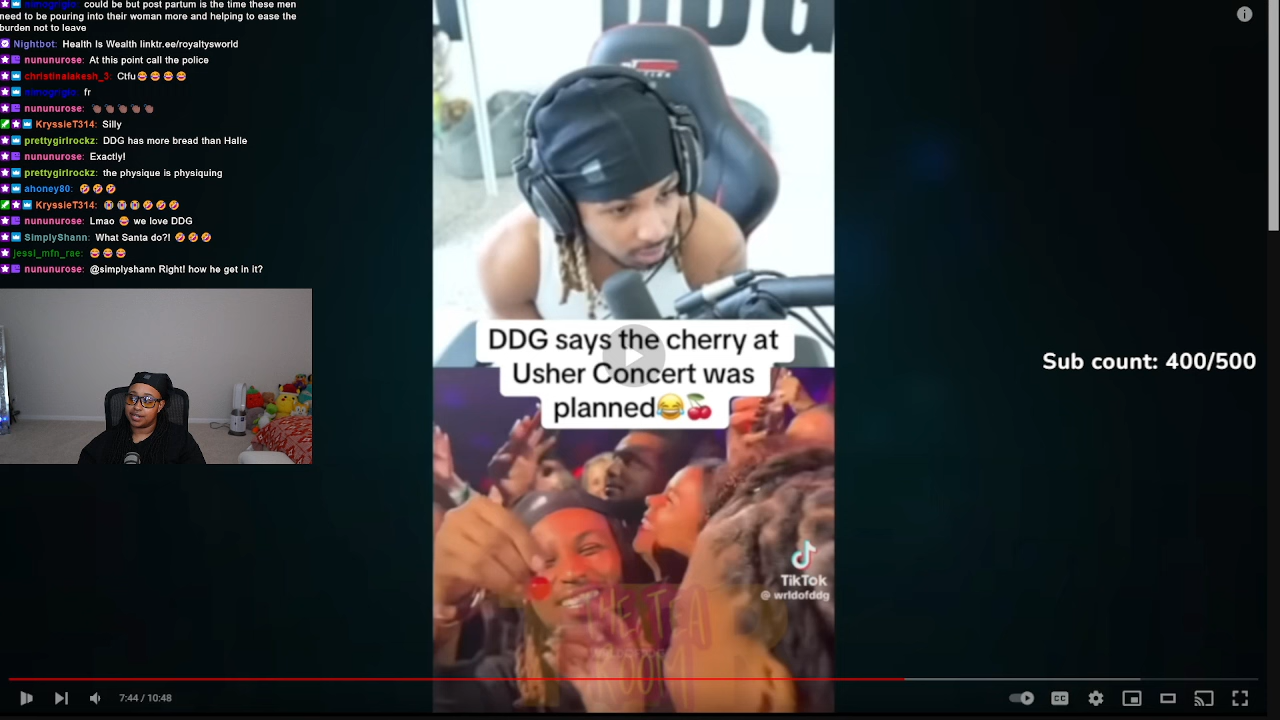 could be but post partum is the time these men
need to be pouring into their woman more and helping to ease the
burden not to leave
Nightbot: Health Is Wealth linktr.ee/royaltysworld
nununurose: At this point call the police
christinalakesh_3: Ctfu😂😂😂😂
fr
nununurose: 👏🏿👏🏿👏🏿👏🏿👏🏿
KryssieT314: Silly
prettygirlrockz: DDG has more bread than Halle
nununurose: Exactly!
prettygirlrockz: the physique is physiquing
ahoney80: 🤣🤣🤣
KryssieT314: 😭😭😭🤣🤣🤣
nununurose: Lmao 😂 we love DDG
SimplyShann: What Santa do?! 🤣🤣🤣
jessi_mfn_rae: 😂😂😂
nununurose: @simplyshann Right! how he get in it?
DDG says the cherry at
Usher Concert was
planned😂🍒
Sub count: 400/500
TikTok
@ wrldofddg
THE TEA
ROOM
7:44 / 10:48
CC